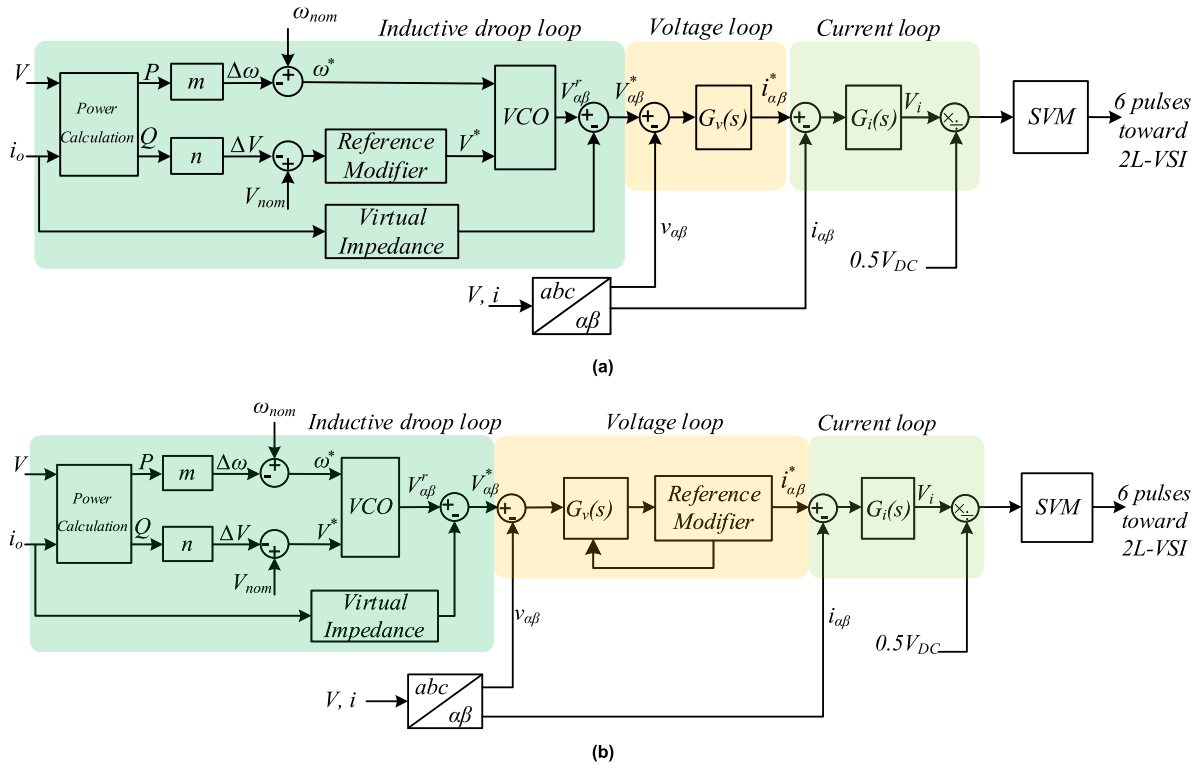 ω_nom
Inductive droop loop
Voltage loop
Current loop
V
P
m
Δω
- +
ω*
V^r_αβ
V*_αβ
i*_αβ
V_i
Power
Calculation
VCO
+ -
+ -
G_v(s)
+ -
G_i(s)
×÷
SVM
6 pulses
toward
2L-VSI
i_o
Q
n
ΔV
- +
Reference
Modifier
V*
V_nom
Virtual
Impedance
v_αβ
i_αβ
0.5V_DC
V, i
abc
αβ
(a)
ω_nom
Inductive droop loop
Voltage loop
Current loop
V
P
m
Δω
- +
ω*
V^r_αβ
V*_αβ
i*_αβ
V_i
Power
Calculation
VCO
+ -
+ -
G_v(s)
Reference
Modifier
+ -
G_i(s)
×÷
SVM
6 pulses
toward
2L-VSI
i_o
Q
n
ΔV
- +
V*
V_nom
Virtual
Impedance
v_αβ
i_αβ
0.5V_DC
V, i
abc
αβ
(b)